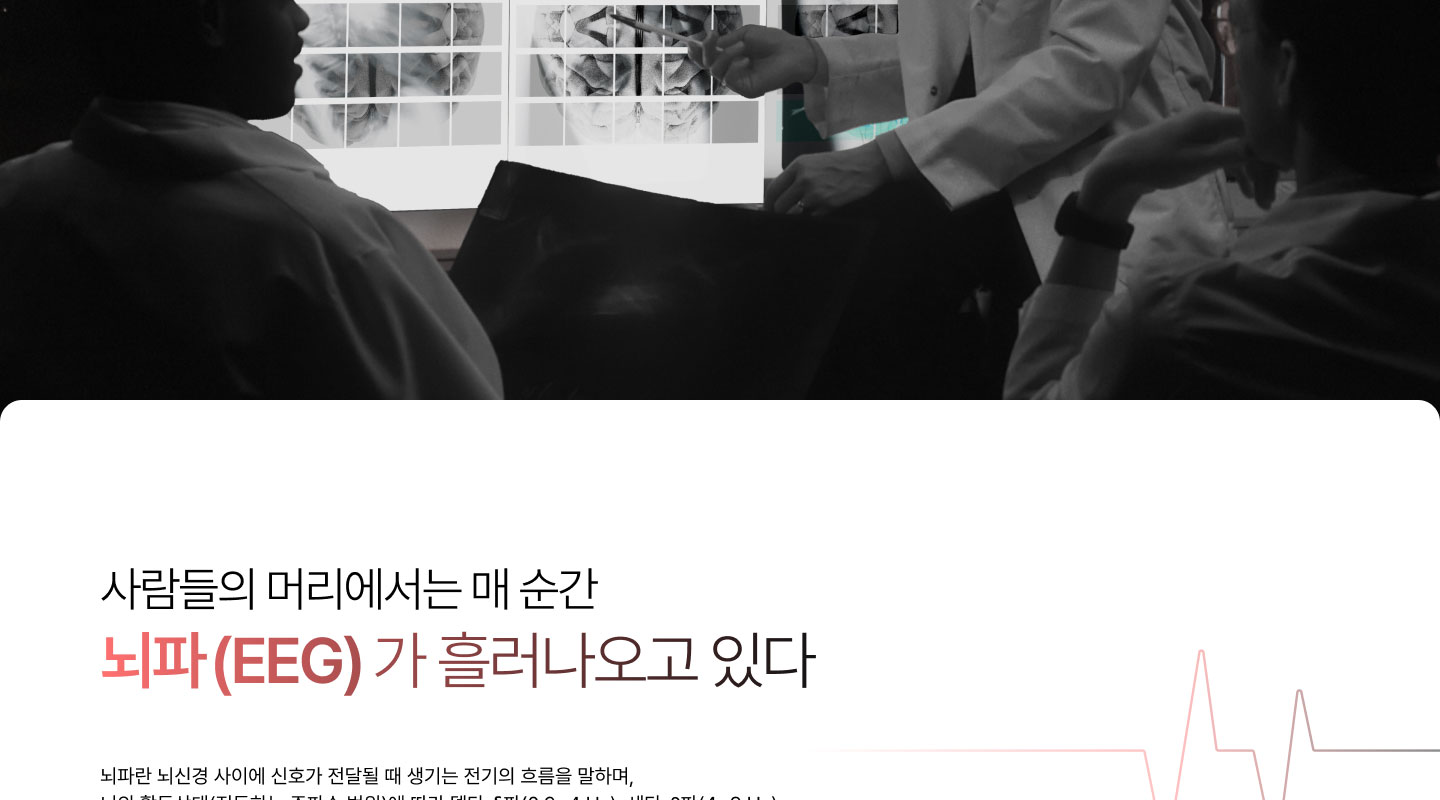 사람들의 머리에서는 매 순간
뇌파(EEG)가 흘러나오고 있다
뇌파란 뇌신경 사이에 신호가 전달될 때 생기는 전기의 흐름을 말하며,